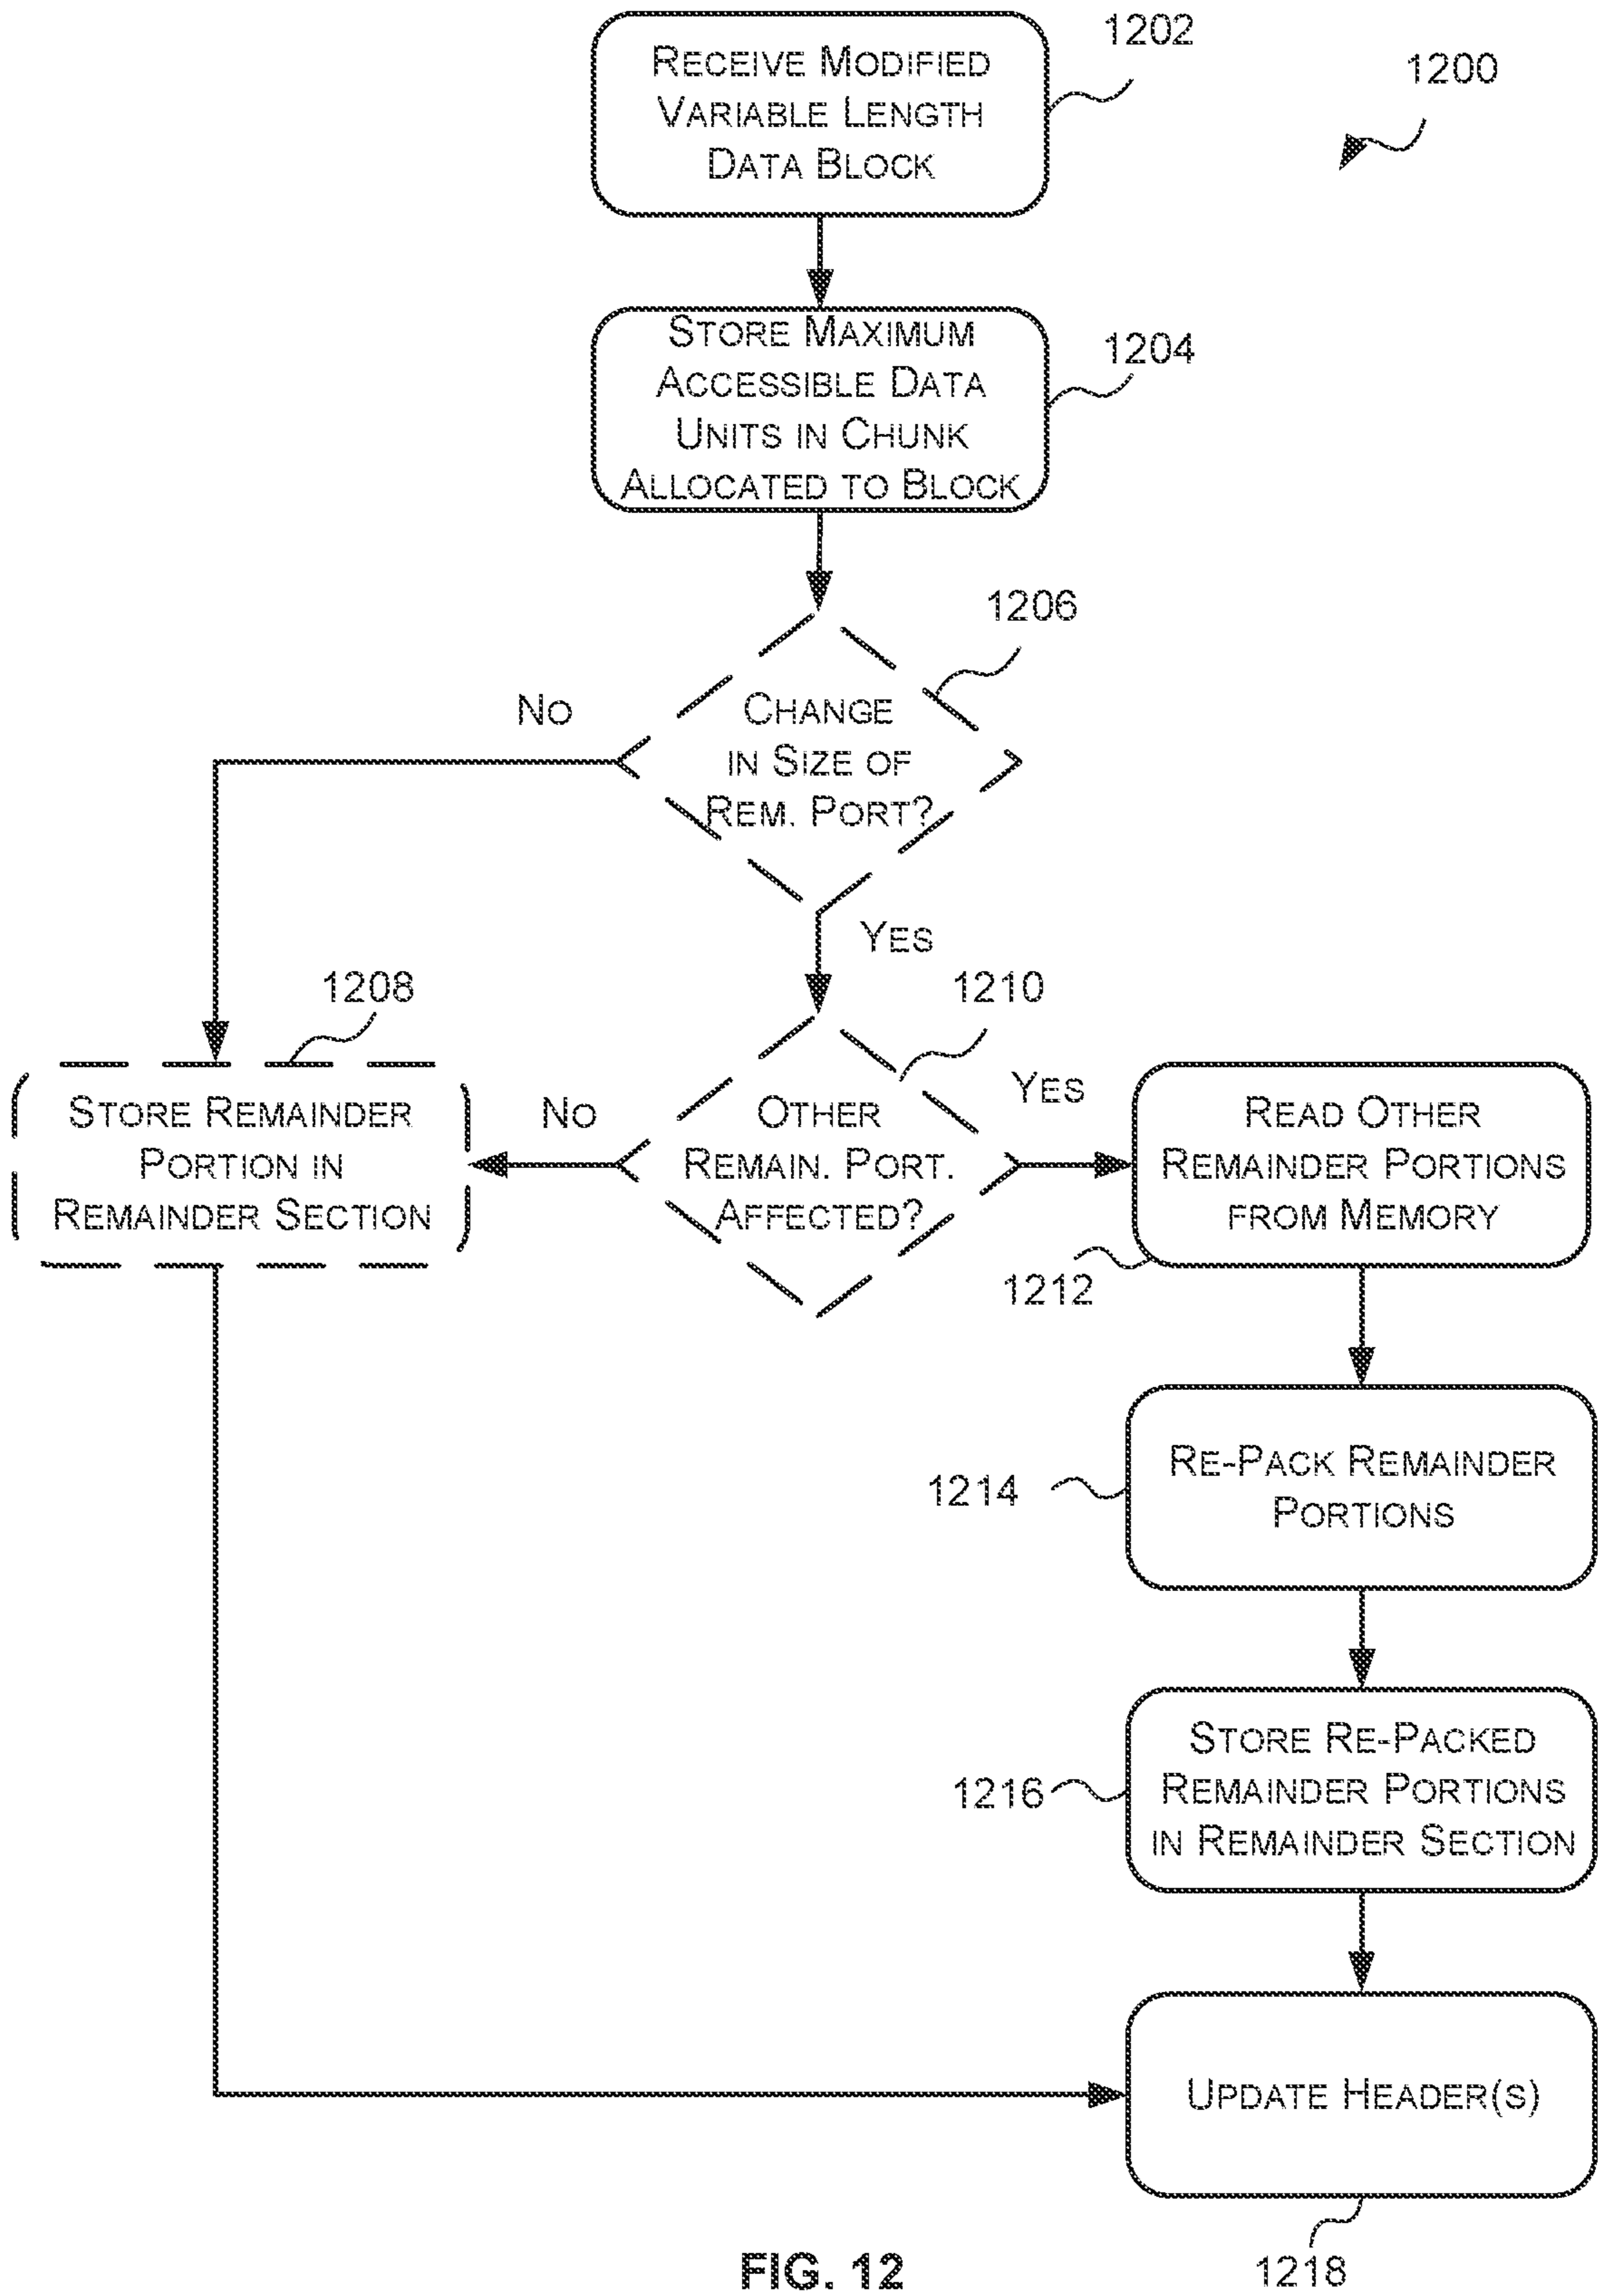 1202
1200
RECEIVE MODIFIED
VARIABLE LENGTH
DATA BLOCK
1204
STORE MAXIMUM
ACCESSIBLE DATA
UNITS IN CHUNK
ALLOCATED TO BLOCK
1206
NO
CHANGE
IN SIZE OF
REM. PORT?
YES
1208
1210
STORE REMAINDER
PORTION IN
REMAINDER SECTION
NO
OTHER
REMAIN. PORT.
AFFECTED?
YES
READ OTHER
REMAINDER PORTIONS
FROM MEMORY
1212
1214
RE-PACK REMAINDER
PORTIONS
1216
STORE RE-PACKED
REMAINDER PORTIONS
IN REMAINDER SECTION
UPDATE HEADER(S)
1218
FIG. 12